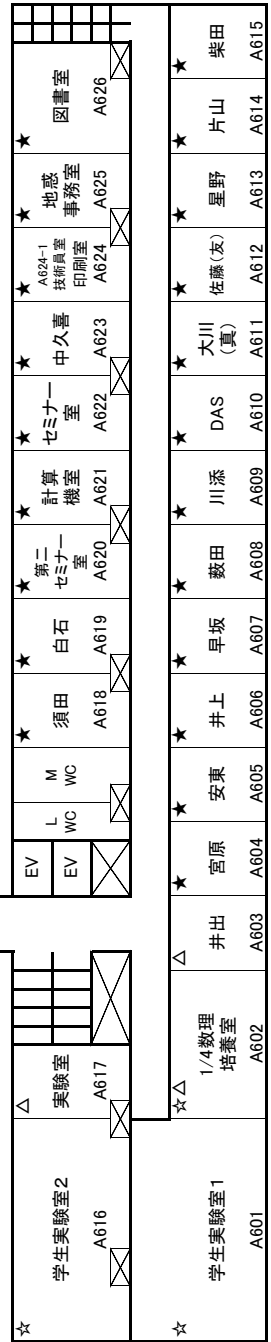 図書室
A626
地惑
事務室
A625
A624-1
技術員室
印刷室
A624
中久喜
A623
セミナー
室
A622
計算
機室
A621
第二
セミナー
室
A620
白石
A619
須田
A618
M
WC
L
WC
EV
EV
実験室
A617
学生実験室2
A616
柴田
A615
片山
A614
星野
A613
佐藤(友)
A612
大川
(真)
A611
DAS
A610
川添
A609
薮田
A608
早坂
A607
井上
A606
安東
A605
宮原
A604
井出
A603
1/4数理
培養室
A602
学生実験室1
A601